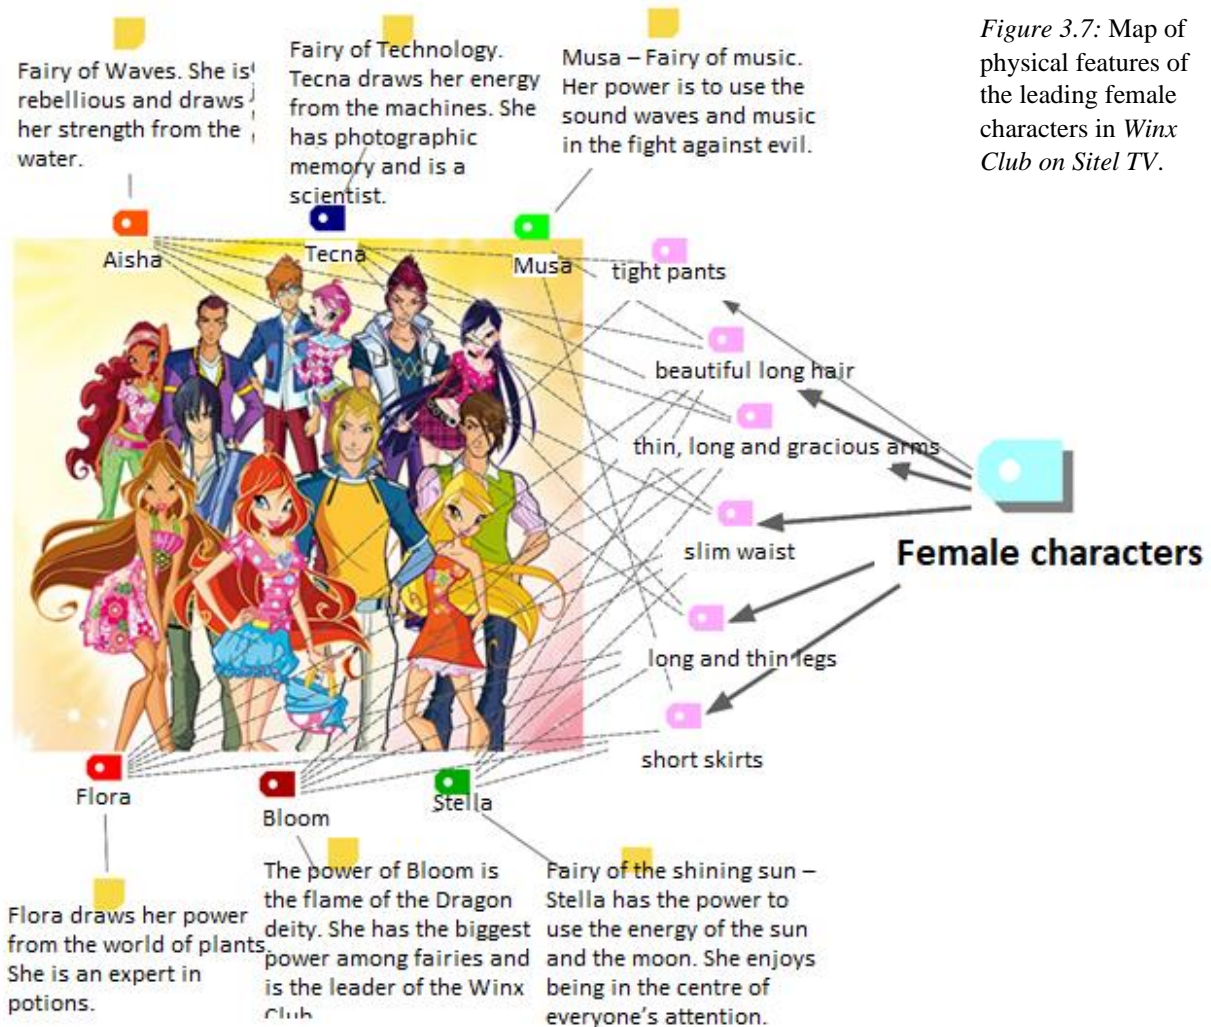 Figure 3.7: Map of
physical features of
the leading female
characters in Winx
Club on Sitel TV.
Fairy of Waves. She is
rebellious and draws
her strength from the
water.
Fairy of Technology.
Tecna draws her energy
from the machines. She
has photographic
memory and is a
scientist.
Musa – Fairy of music.
Her power is to use the
sound waves and music
in the fight against evil.
Aisha
Tecna
Musa
tight pants
beautiful long hair
thin, long and gracious arms
slim waist
long and thin legs
short skirts
Female characters
Flora
Bloom
Stella
Flora draws her power
from the world of plants.
She is an expert in
potions.
The power of Bloom is
the flame of the Dragon
deity. She has the biggest
power among fairies and
is the leader of the Winx
Club
Fairy of the shining sun –
Stella has the power to
use the energy of the sun
and the moon. She enjoys
being in the centre of
everyone's attention.